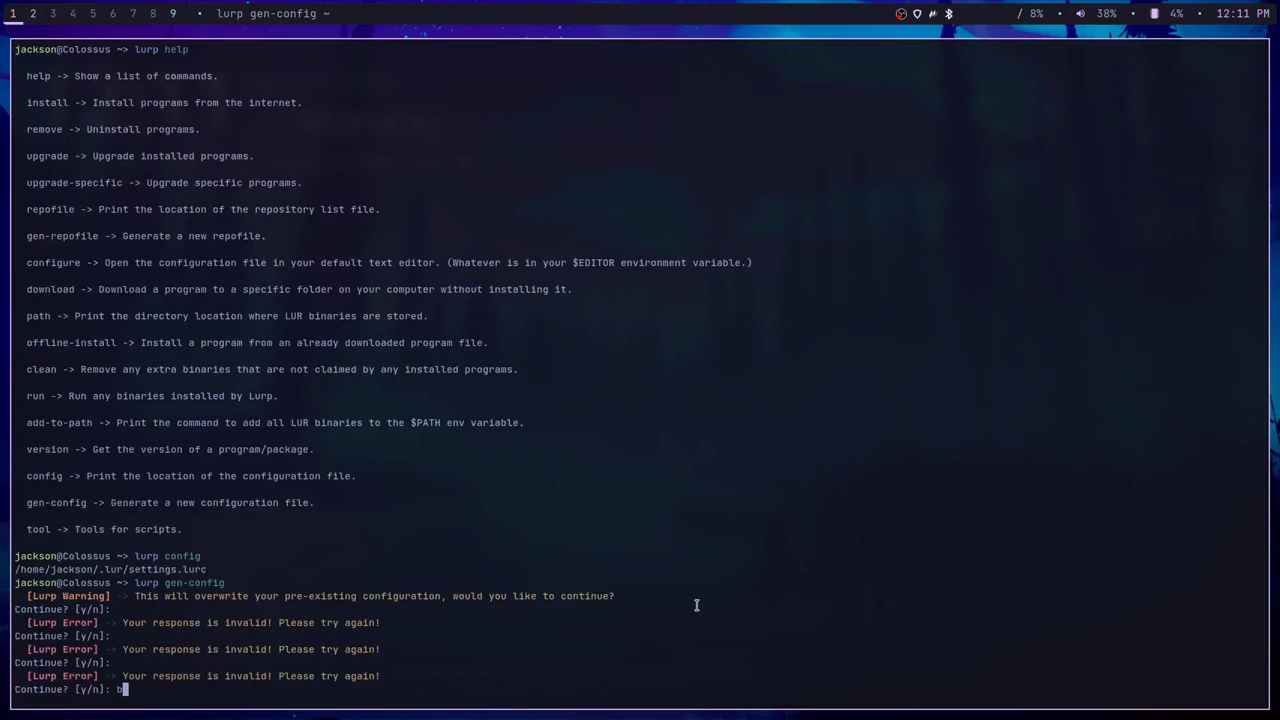 1 2 3 4 5 6 7 8 9 • lurp gen-config ~ / 8% • 38% • 4% • 12:11 PM
jackson@Colossus ~> lurp help
help -> Show a list of commands.
install -> Install programs from the internet.
remove -> Uninstall programs.
upgrade -> Upgrade installed programs.
upgrade-specific -> Upgrade specific programs.
repofile -> Print the location of the repository list file.
gen-repofile -> Generate a new repofile.
configure -> Open the configuration file in your default text editor. (Whatever is in your $EDITOR environment variable.)
download -> Download a program to a specific folder on your computer without installing it.
path -> Print the directory location where LUR binaries are stored.
offline-install -> Install a program from an already downloaded program file.
clean -> Remove any extra binaries that are not claimed by any installed programs.
run -> Run any binaries installed by Lurp.
add-to-path -> Print the command to add all LUR binaries to the $PATH env variable.
version -> Get the version of a program/package.
config -> Print the location of the configuration file.
gen-config -> Generate a new configuration file.
tool -> Tools for scripts.
jackson@Colossus ~> lurp config
/home/jackson/.lur/settings.lurc
jackson@Colossus ~> lurp gen-config
[Lurp Warning] -> This will overwrite your pre-existing configuration, would you like to continue?
Continue? [y/n]:
[Lurp Error] -> Your response is invalid! Please try again!
Continue? [y/n]:
[Lurp Error] -> Your response is invalid! Please try again!
Continue? [y/n]:
[Lurp Error] -> Your response is invalid! Please try again!
Continue? [y/n]: b